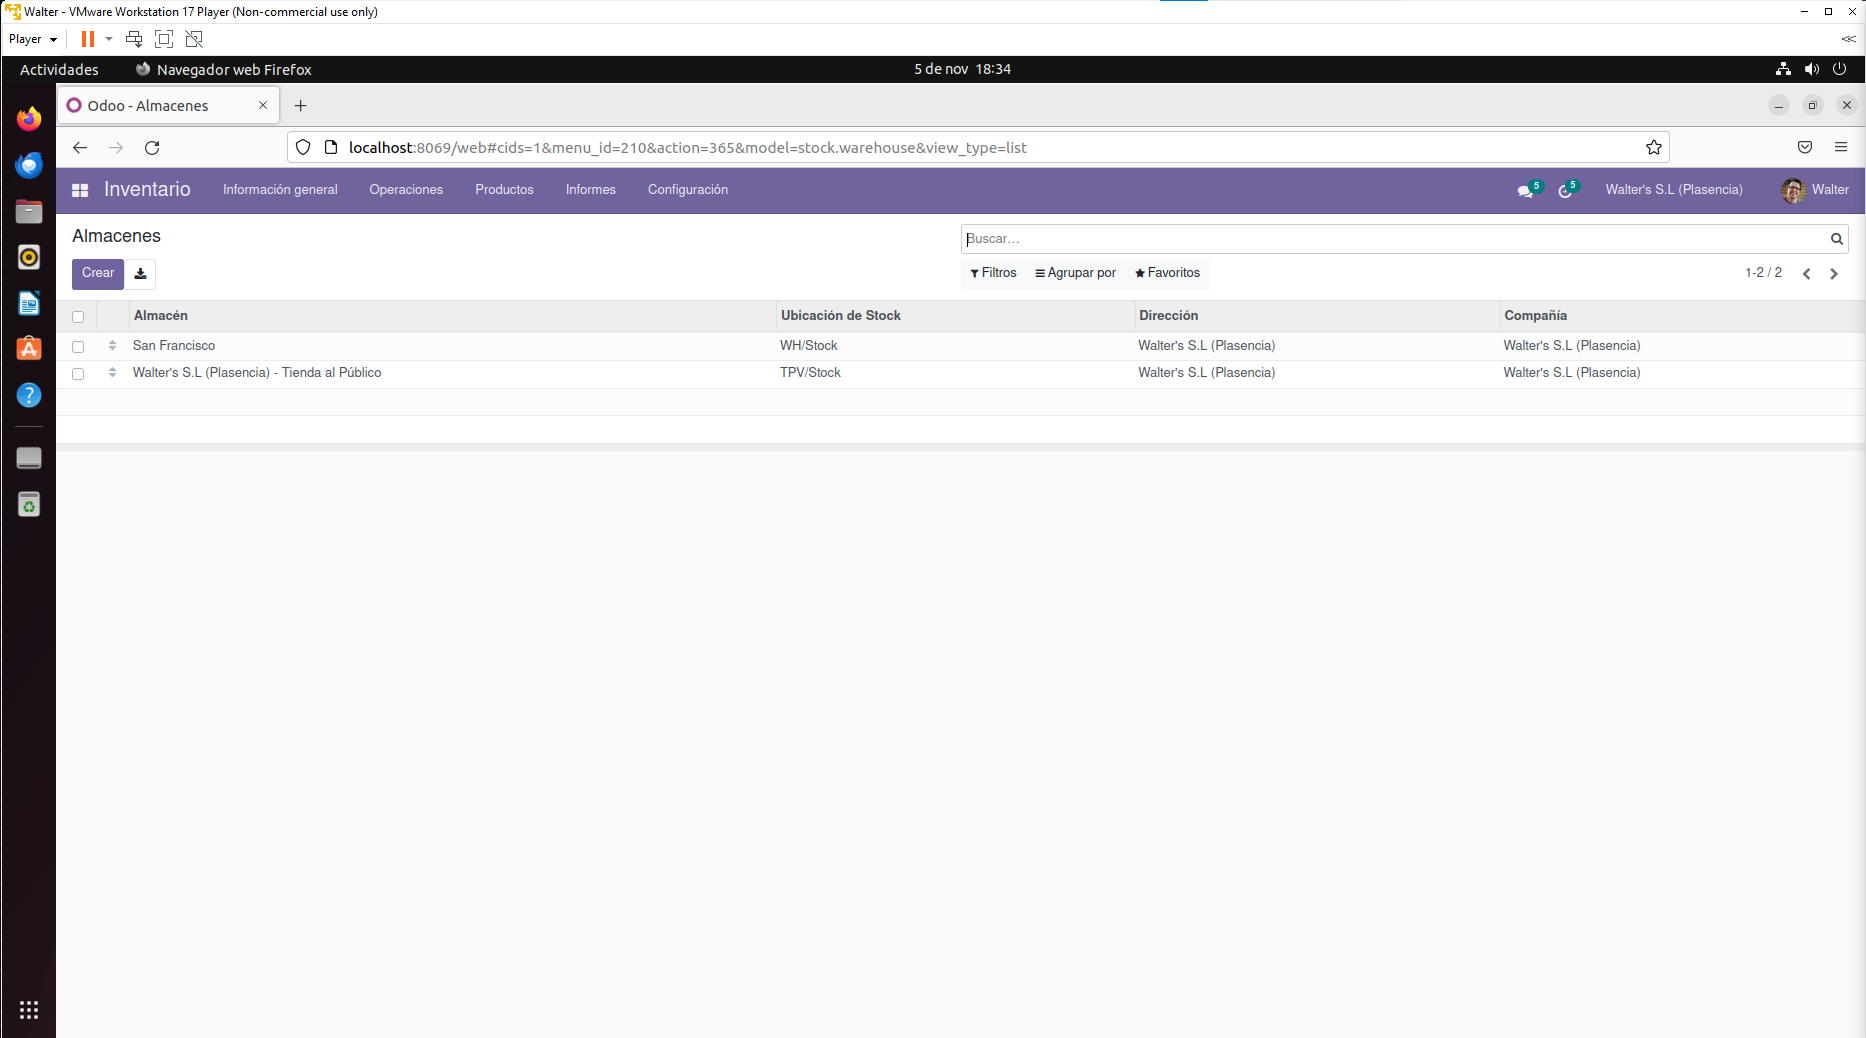 Walter - VMware Workstation 17 Player (Non-commercial use only)
Player
Actividades Navegador web Firefox 5 de nov 18:34
Odoo - Almacenes
localhost:8069/web#cids=1&menu_id=210&action=365&model=stock.warehouse&view_type=list
Inventario Información general Operaciones Productos Informes Configuración 5 5 Walter's S.L (Plasencia) Walter
Almacenes Buscar...
Crear Filtros Agrupar por Favoritos 1-2 / 2
Almacén Ubicación de Stock Dirección Compañía
San Francisco WH/Stock Walter's S.L (Plasencia) Walter's S.L (Plasencia)
Walter's S.L (Plasencia) - Tienda al Público TPV/Stock Walter's S.L (Plasencia) Walter's S.L (Plasencia)